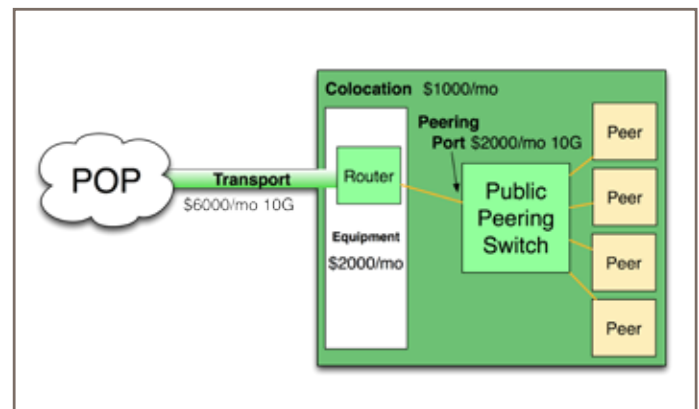 Colocation $1000/mo
Peering
Port $2000/mo 10G
Peer
POP
Transport
$6000/mo 10G
Router
Public
Peering
Switch
Peer
Equipment
$2000/mo
Peer
Peer